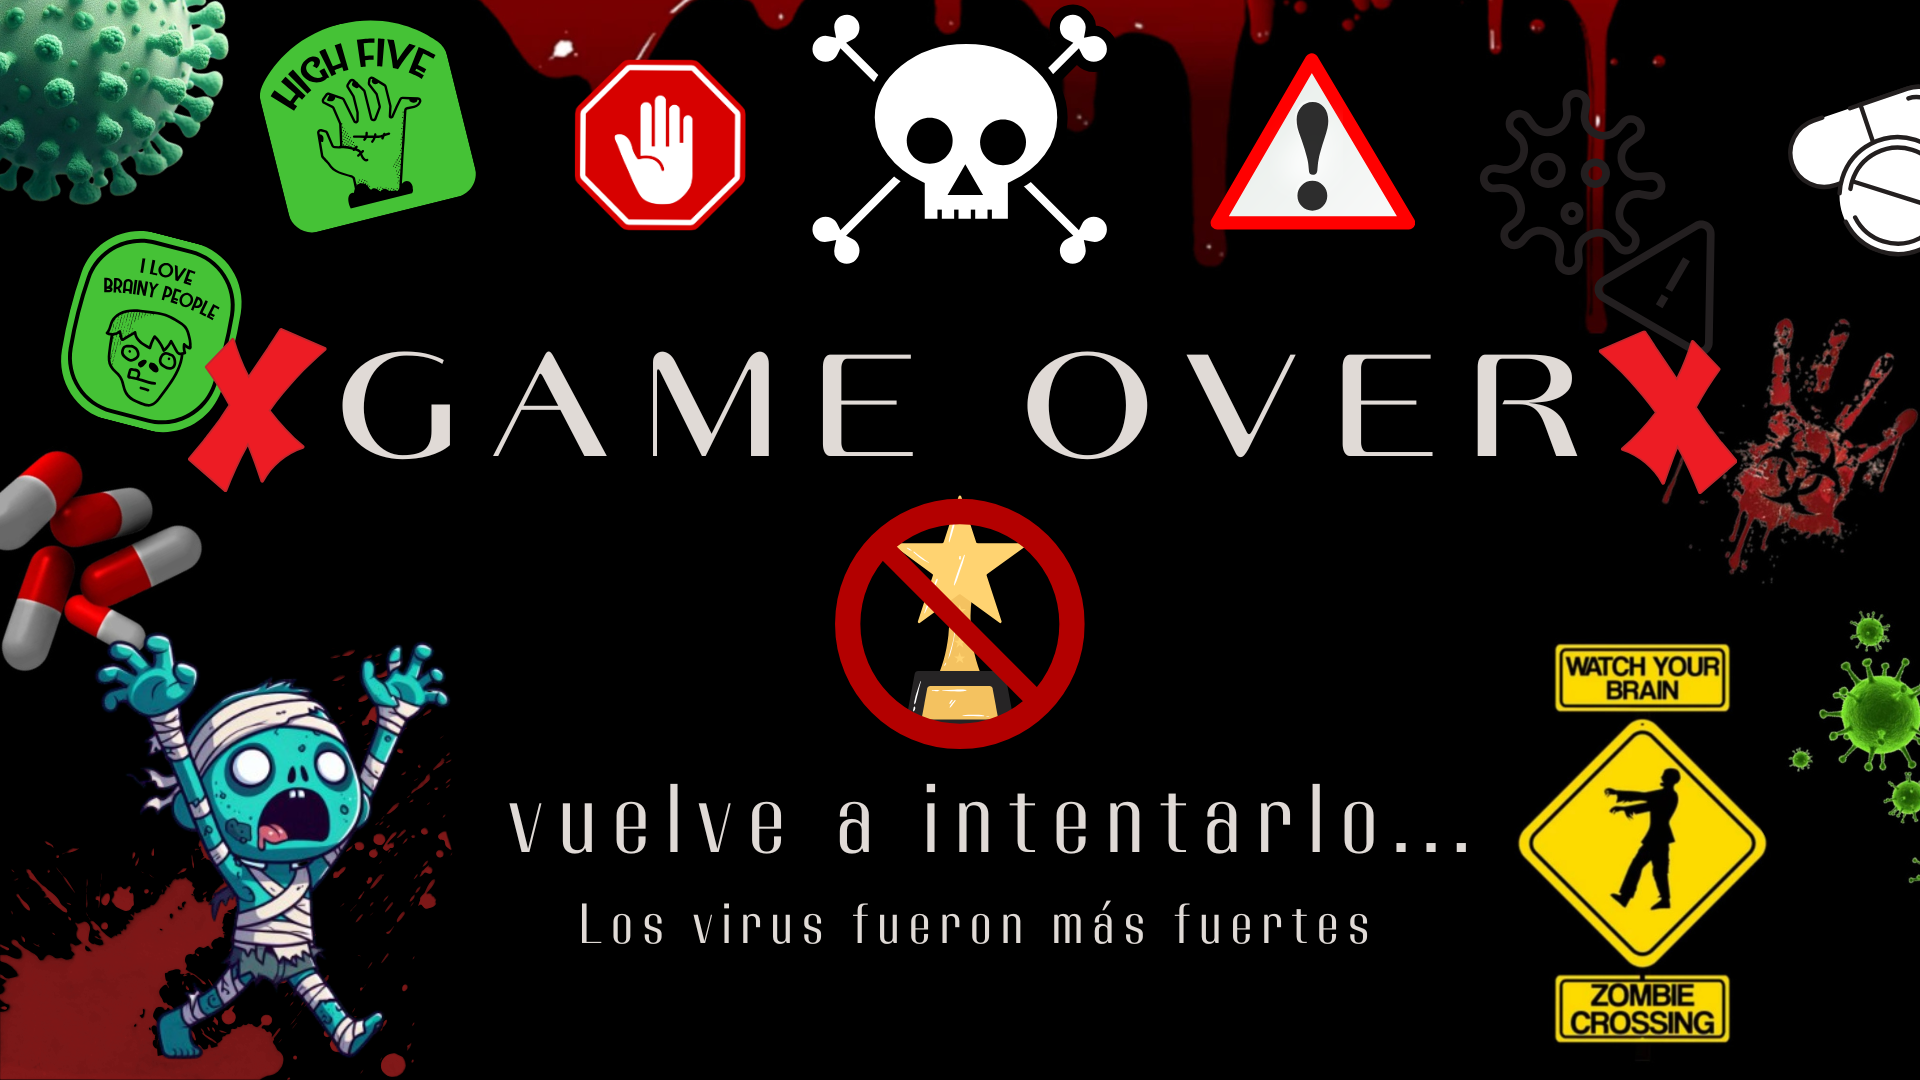 HIGH FIVE
I LOVE
BRAINY PEOPLE
GAME OVER
vuelve a intentarlo...
Los virus fueron más fuertes
WATCH YOUR
BRAIN
ZOMBIE
CROSSING